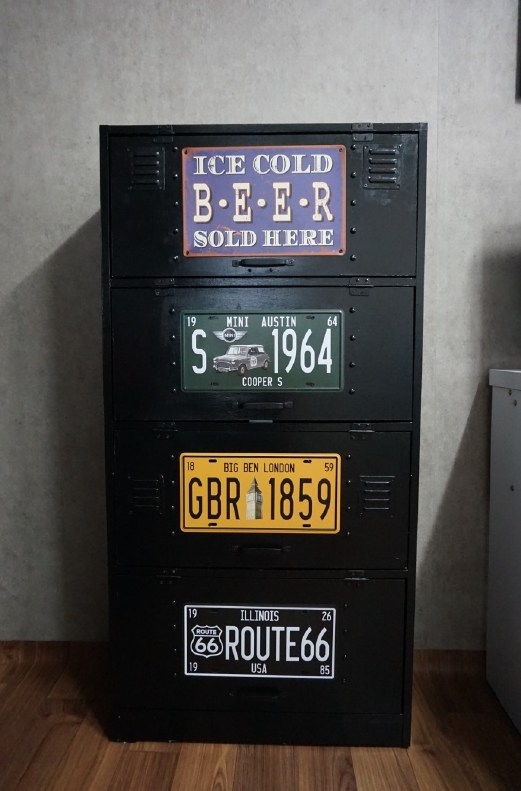 ICE COLD
B·E·E·R
SOLD HERE
19 MINI AUSTIN 64
S MINI 1964
COOPER S
18 BIG BEN LONDON 59
GBR 1859
19 ILLINOIS 26
ROUTE 66 ROUTE66
19 USA 85